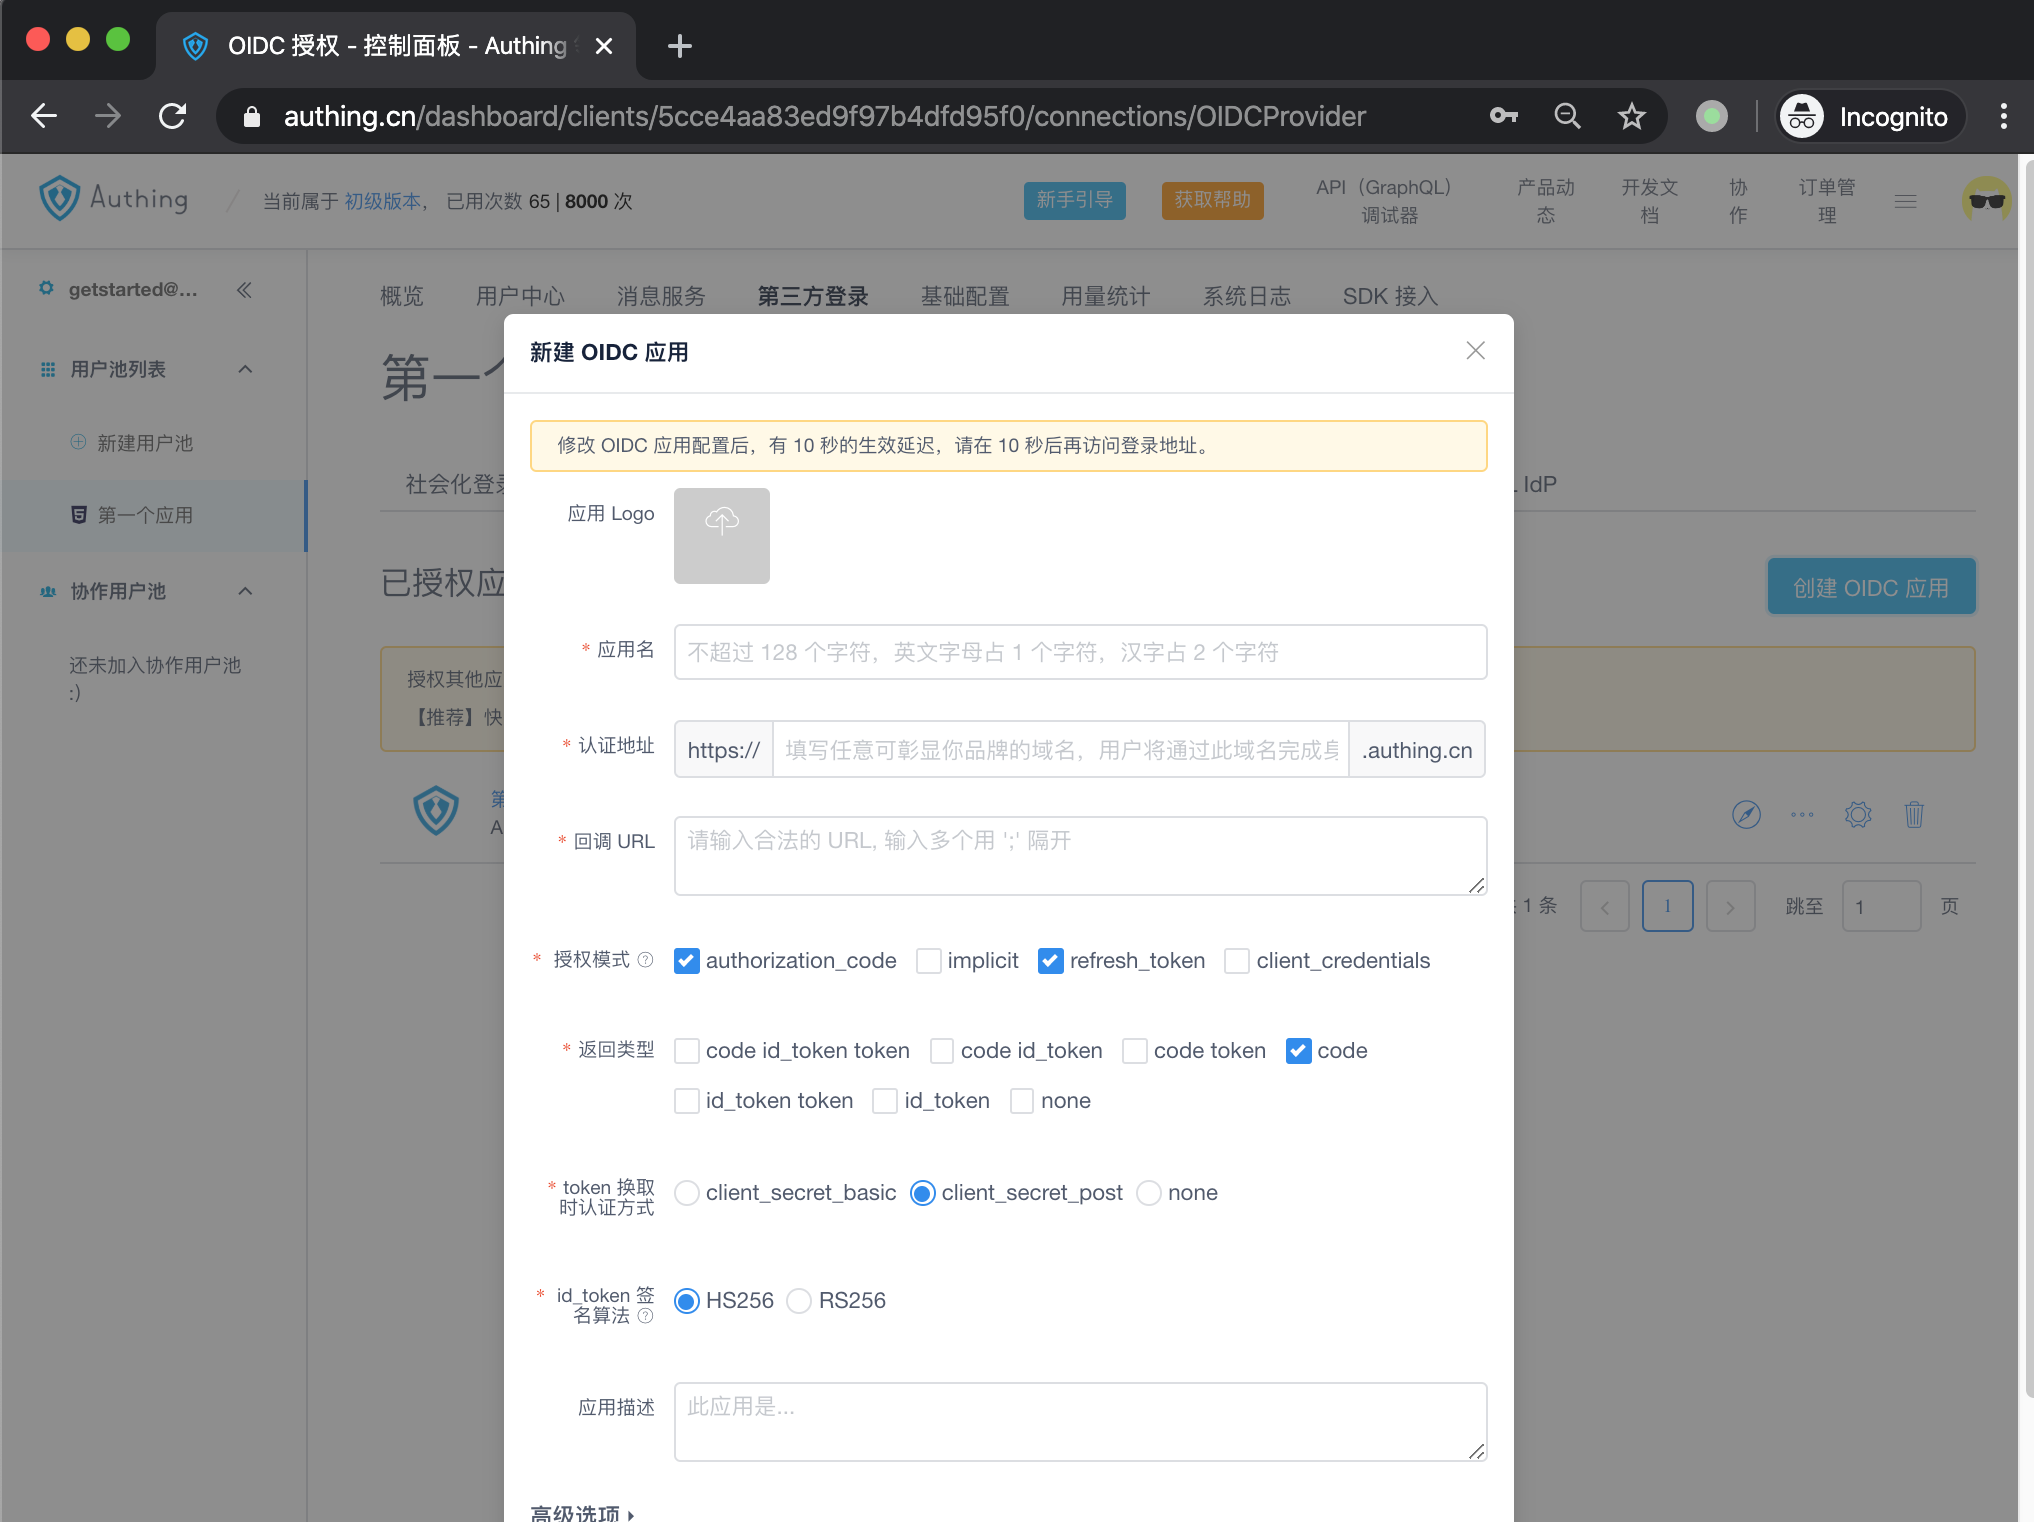 OIDC 授权 - 控制面板 - Authing
authing.cn/dashboard/clients/5cce4aa83ed9f97b4dfd95f0/connections/OIDCProvider
Incognito
Authing
当前属于 初级版本， 已用次数 65 | 8000 次
新手引导
获取帮助
API（GraphQL）
调试器
产品动
态
开发文
档
协
作
订单管
理
getstarted@...
概览
用户中心
消息服务
第三方登录
基础配置
用量统计
系统日志
SDK 接入
用户池列表
新建用户池
第一个应用
协作用户池
还未加入协作用户池
:)
第一个
社会化登录
IdP
已授权应
创建 OIDC 应用
授权其他应
【推荐】快
第
A
1 条
1
跳至
1
页
新建 OIDC 应用
修改 OIDC 应用配置后，有 10 秒的生效延迟，请在 10 秒后再访问登录地址。
应用 Logo
* 应用名
不超过 128 个字符，英文字母占 1 个字符，汉字占 2 个字符
* 认证地址
https://
填写任意可彰显你品牌的域名，用户将通过此域名完成身
.authing.cn
* 回调 URL
请输入合法的 URL, 输入多个用 ';' 隔开
* 授权模式
authorization_code
implicit
refresh_token
client_credentials
* 返回类型
code id_token token
code id_token
code token
code
id_token token
id_token
none
* token 换取
时认证方式
client_secret_basic
client_secret_post
none
* id_token 签
名算法
HS256
RS256
应用描述
此应用是...
高级选项